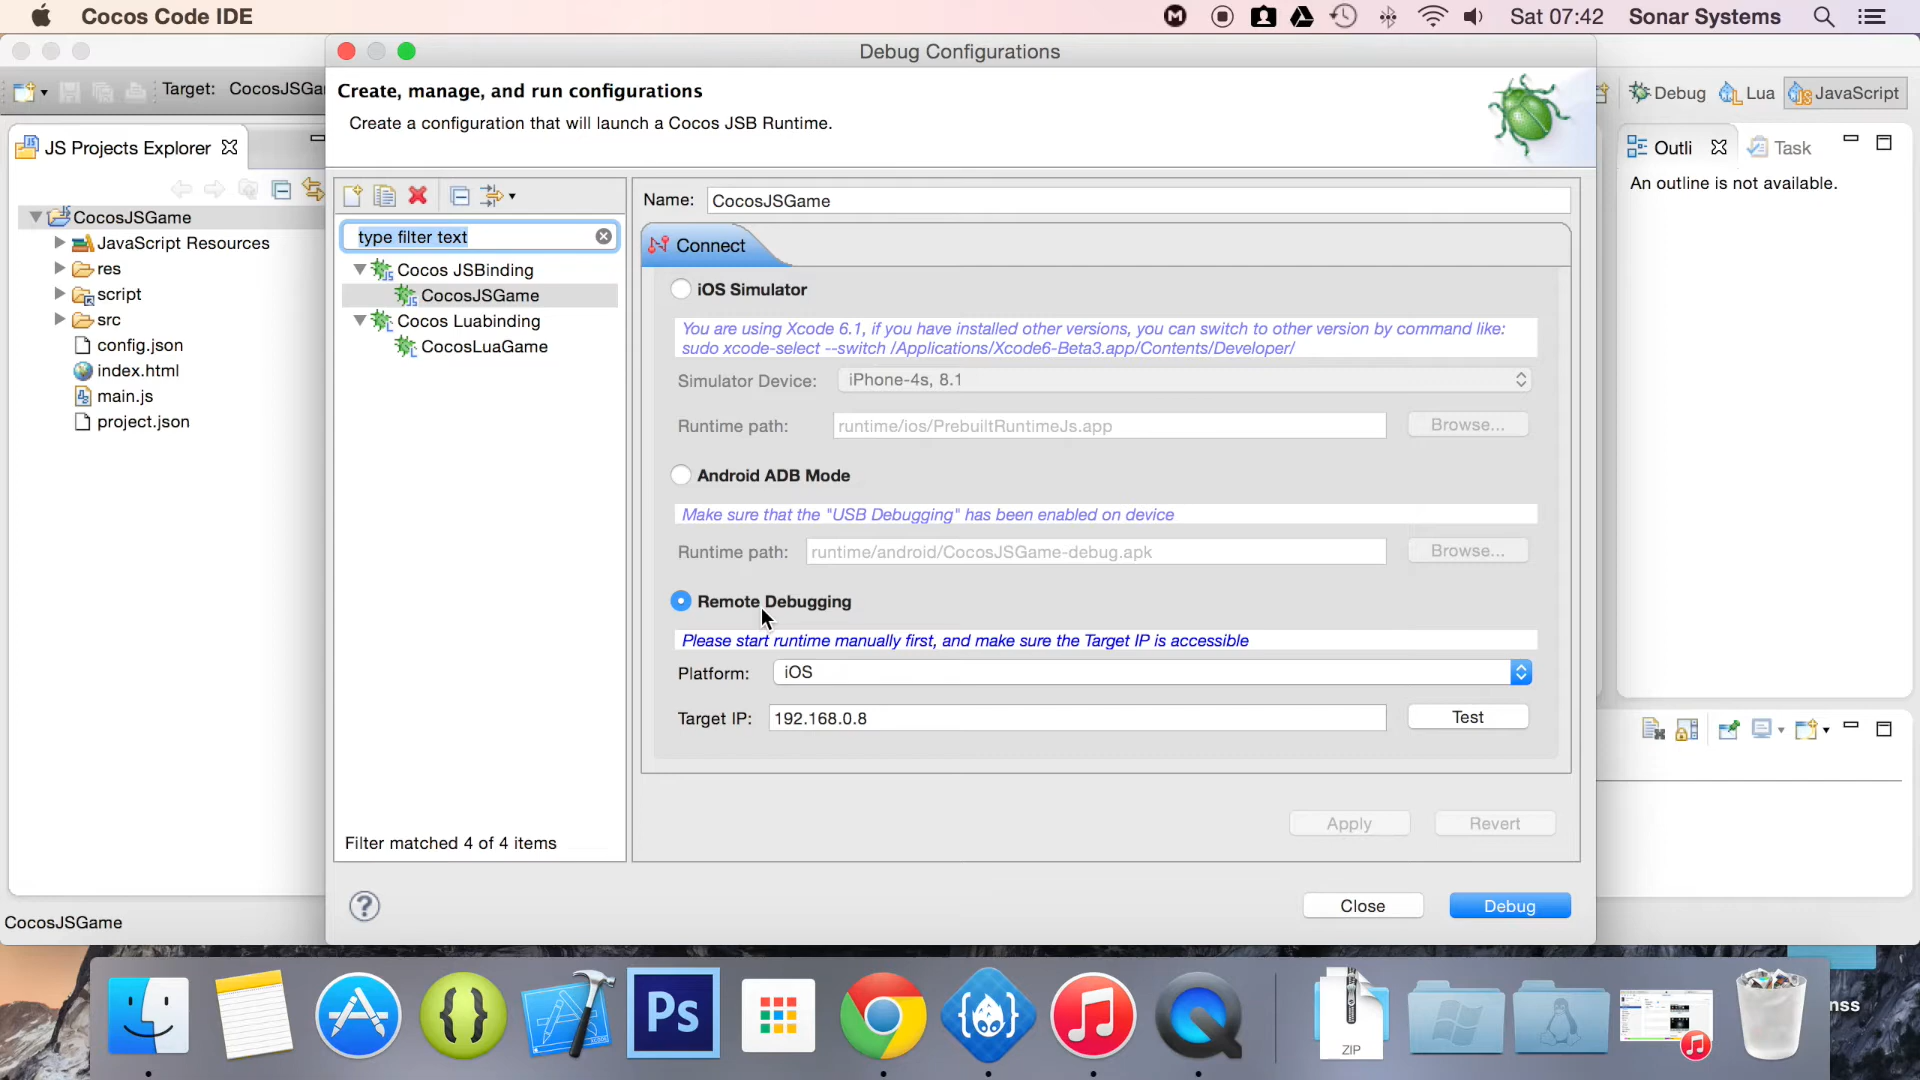 Cocos Code IDE
Sat 07:42
Sonar Systems
Debug Configurations
Target: CocosJSGa
Create, manage, and run configurations
Create a configuration that will launch a Cocos JSB Runtime.
Debug
Lua
JavaScript
JS Projects Explorer
Outli
Task
An outline is not available.
CocosJSGame
JavaScript Resources
res
script
src
config.json
index.html
main.js
project.json
type filter text
Cocos JSBinding
CocosJSGame
Cocos Luabinding
CocosLuaGame
Filter matched 4 of 4 items
Name: CocosJSGame
Connect
iOS Simulator
You are using Xcode 6.1, if you have installed other versions, you can switch to other version by command like:
sudo xcode-select --switch /Applications/Xcode6-Beta3.app/Contents/Developer/
Simulator Device: iPhone-4s, 8.1
Runtime path: runtime/ios/PrebuiltRuntimeJs.app Browse...
Android ADB Mode
Make sure that the "USB Debugging" has been enabled on device
Runtime path: runtime/android/CocosJSGame-debug.apk Browse...
Remote Debugging
Please start runtime manually first, and make sure the Target IP is accessible
Platform: iOS
Target IP: 192.168.0.8 Test
Apply Revert
? Close Debug
CocosJSGame
Ps
ZIP
nss